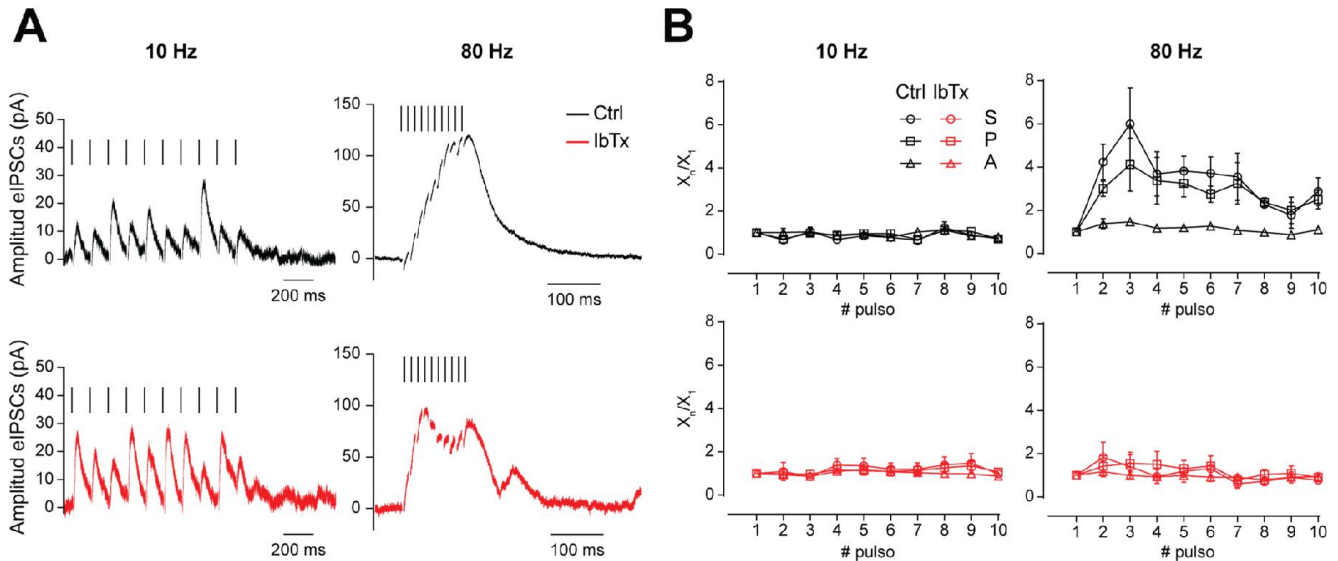 A
10 Hz
80 Hz
Amplitud eIPSCs (pA)
50
40
30
20
10
0
200 ms
150
100
50
0
100 ms
Ctrl
IbTx
Amplitud eIPSCs (pA)
50
40
30
20
10
0
200 ms
150
100
50
0
100 ms
B
10 Hz
80 Hz
Xn/X1
8
6
4
2
0
Ctrl IbTx
S
P
A
1 2 3 4 5 6 7 8 9 10
# pulso
8
6
4
2
0
1 2 3 4 5 6 7 8 9 10
# pulso
Xn/X1
8
6
4
2
0
1 2 3 4 5 6 7 8 9 10
# pulso
8
6
4
2
0
1 2 3 4 5 6 7 8 9 10
# pulso